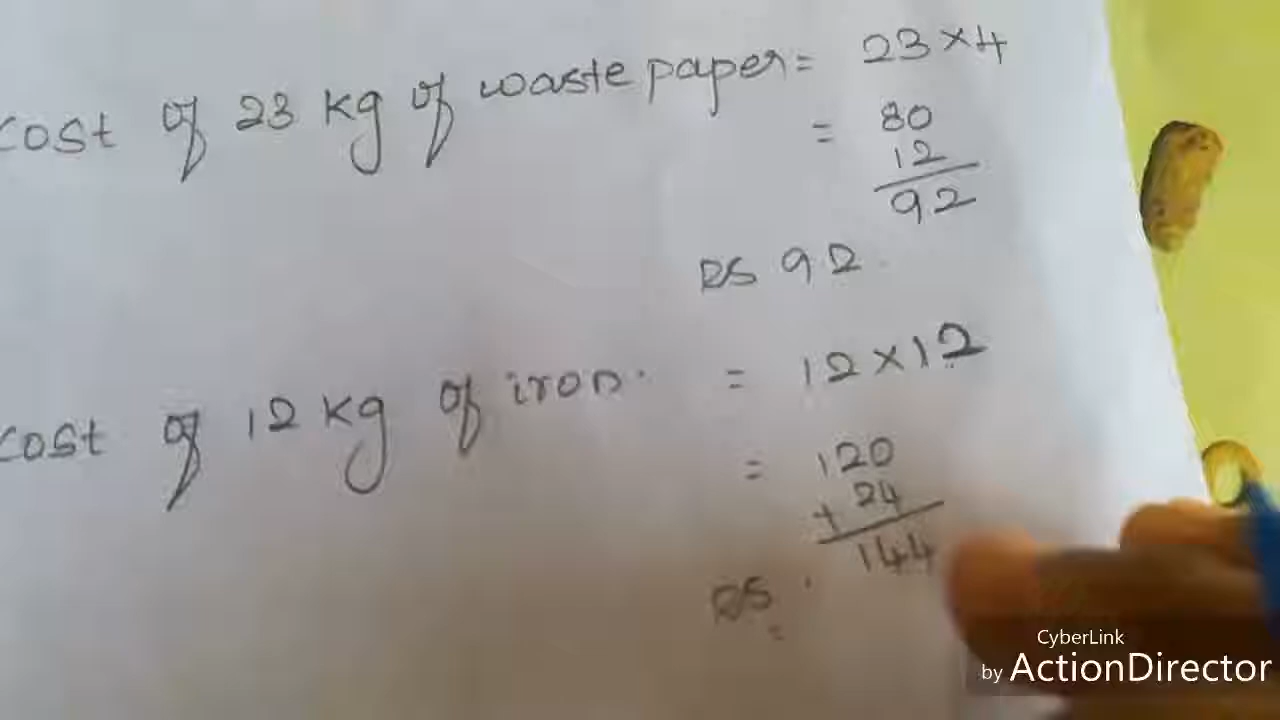 cost of 23 kg of waste paper = 23 × 4
= 80
12
92
RS 92
cost of 12 kg of iron. = 12 × 12
= 120
+ 24
144
RS.
CyberLink
by ActionDirector